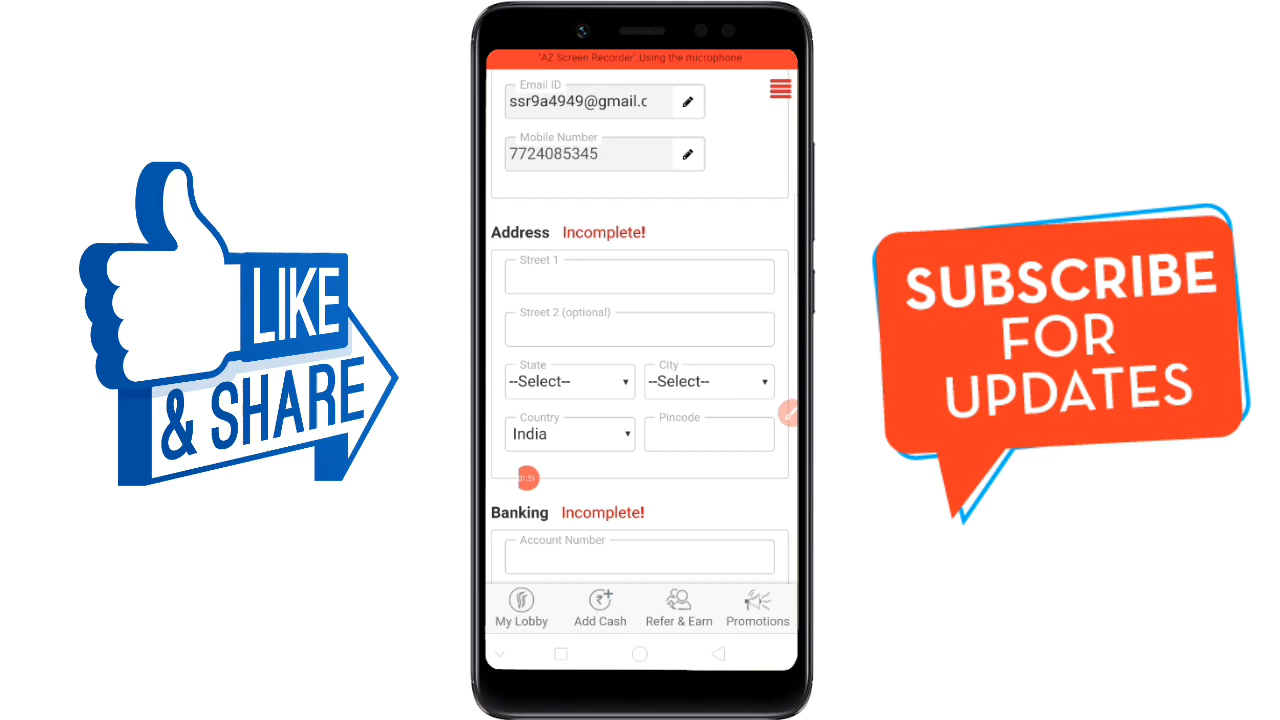 LIKE
& SHARE
"AZ Screen Recorder",Using the microphone
Email ID
ssr9a4949@gmail.c
Mobile Number
7724085345
Address Incomplete!
Street 1
Street 2 (optional)
State City
--Select-- --Select--
Country Pincode
India
01:51
Banking Incomplete!
Account Number
My Lobby Add Cash Refer & Earn Promotions
SUBSCRIBE
FOR
UPDATES